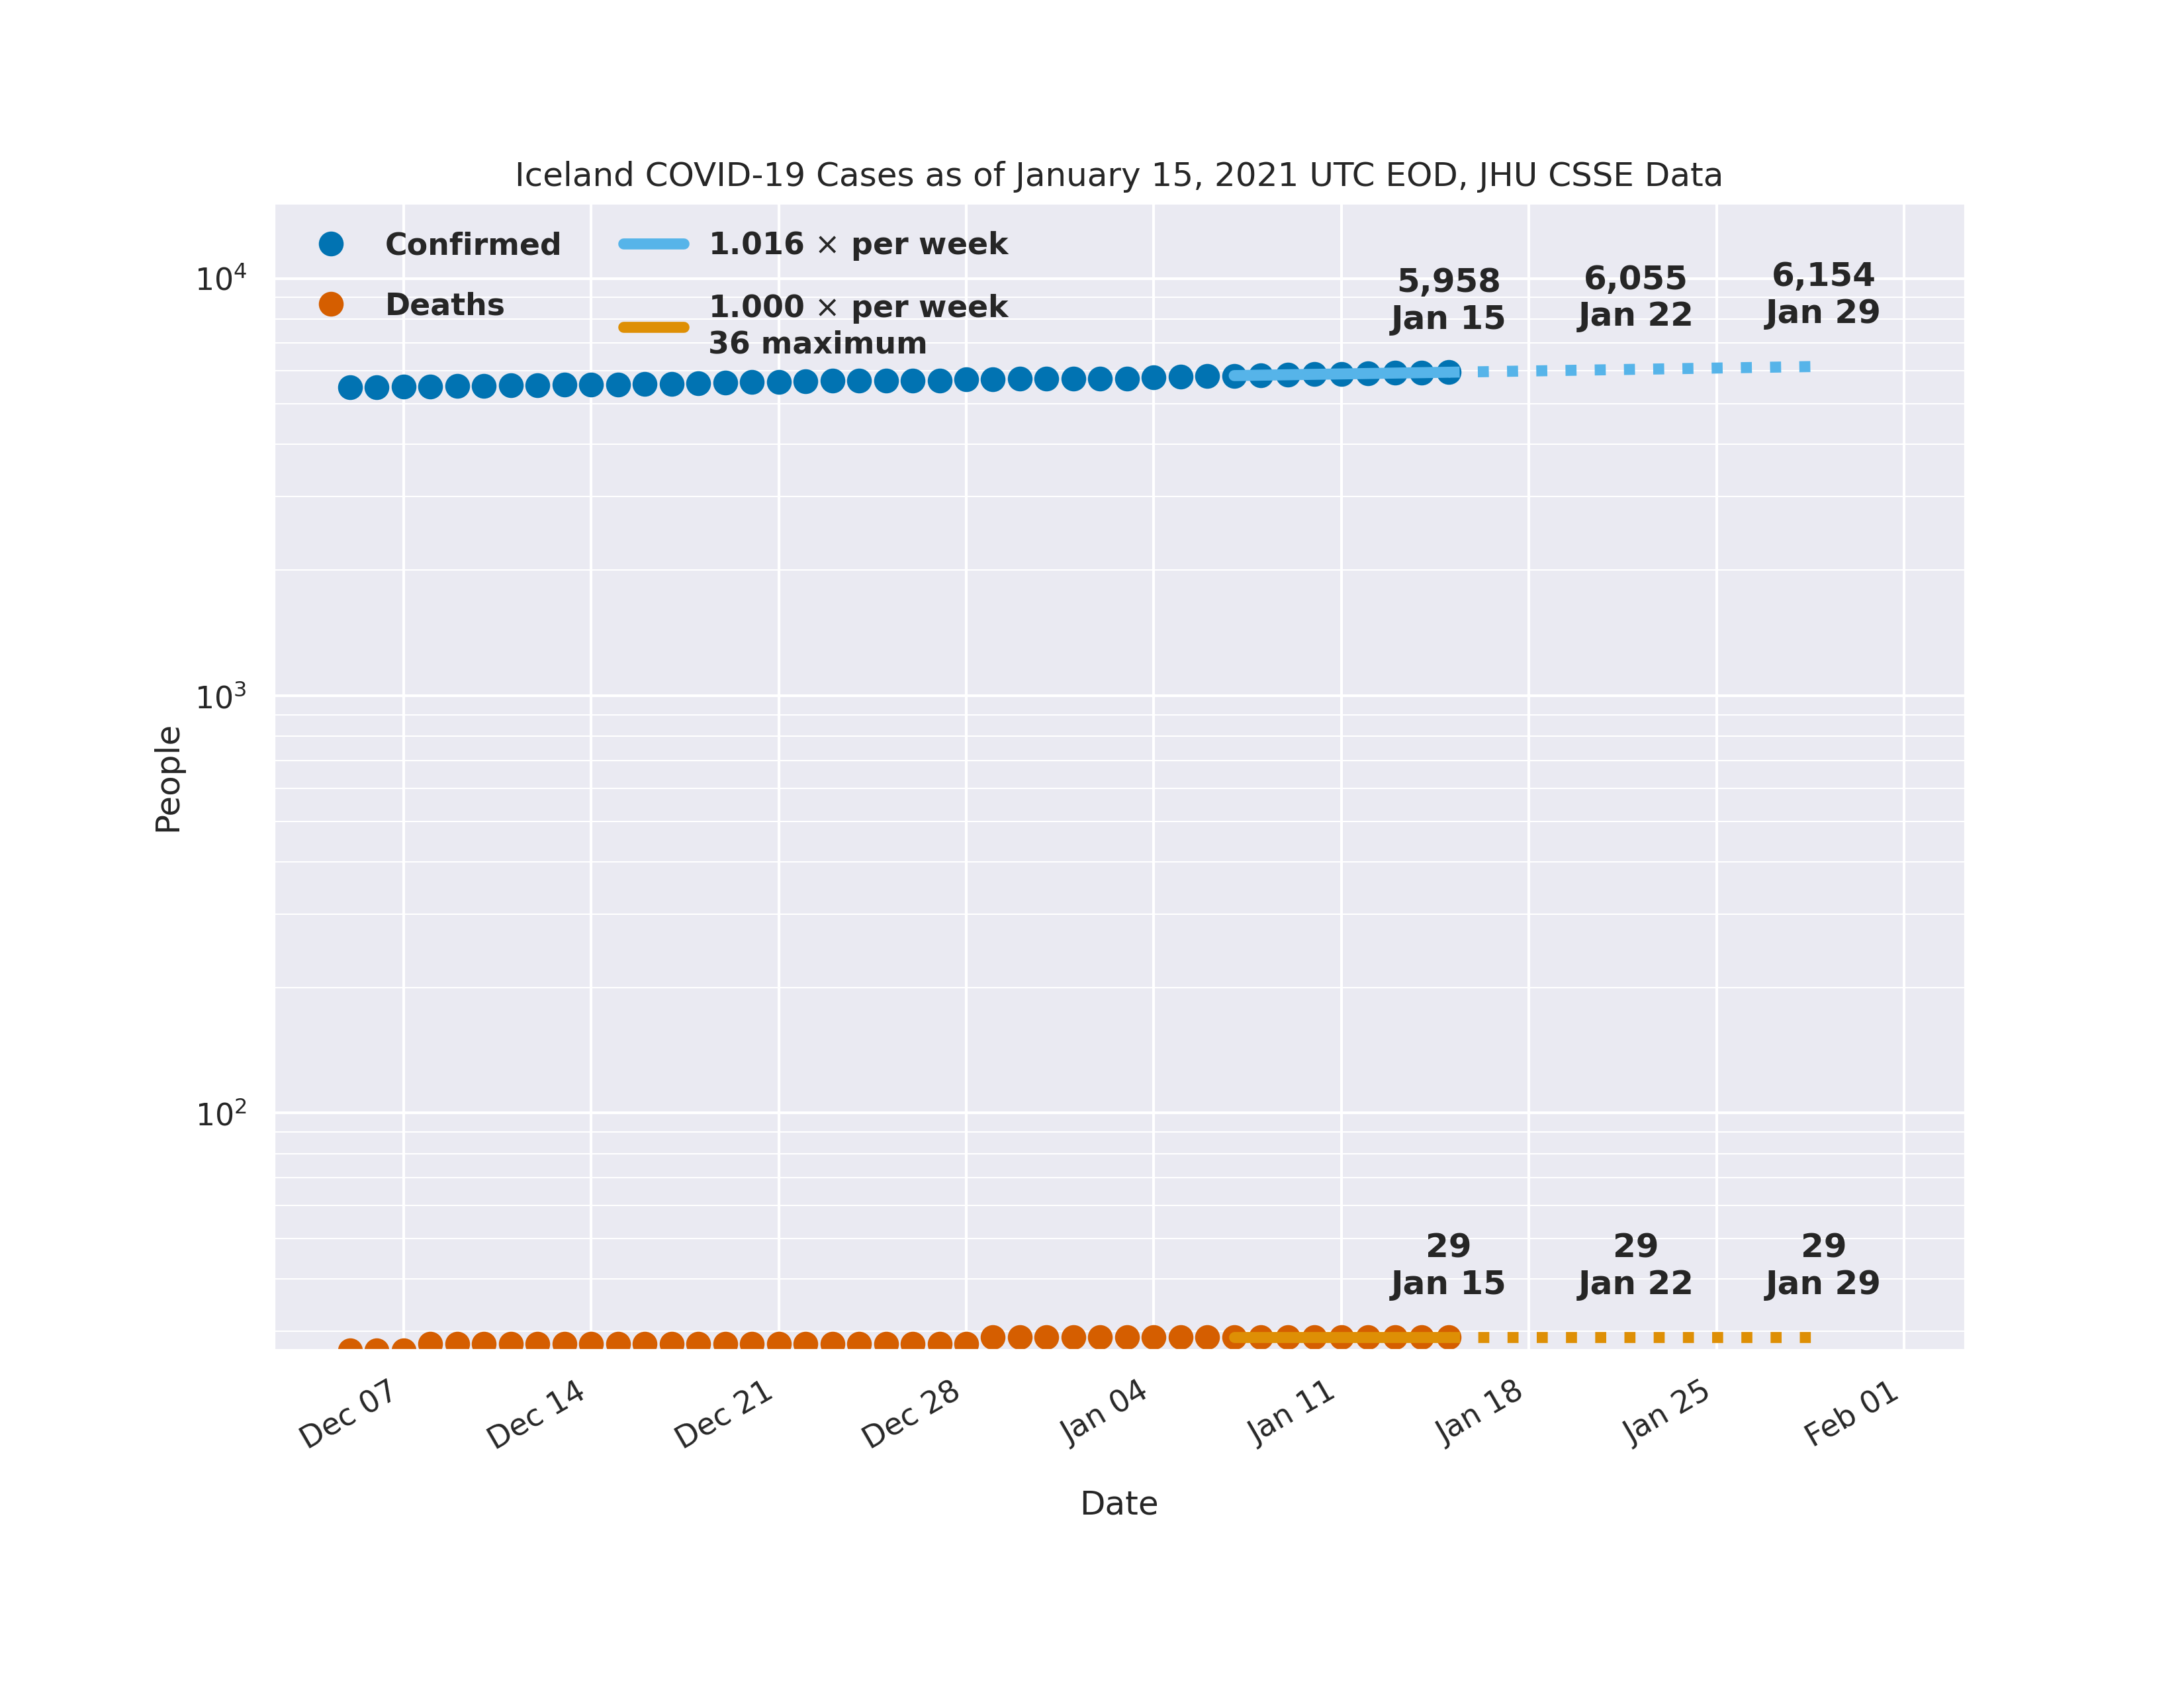 Iceland COVID-19 Cases as of January 15, 2021 UTC EOD, JHU CSSE Data
Confirmed
Deaths
1.016 × per week
1.000 × per week
36 maximum
5,958
Jan 15
6,055
Jan 22
6,154
Jan 29
10⁴
10³
10²
People
29
Jan 15
29
Jan 22
29
Jan 29
Dec 07
Dec 14
Dec 21
Dec 28
Jan 04
Jan 11
Jan 18
Jan 25
Feb 01
Date